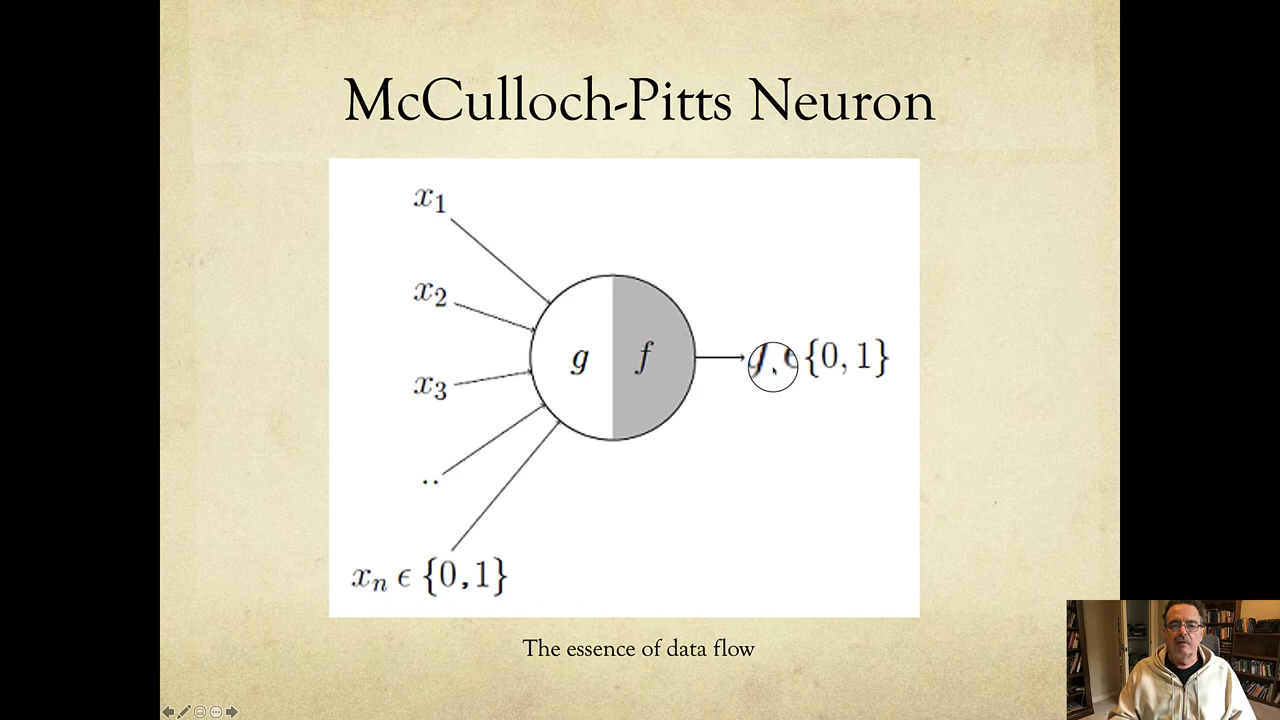 McCulloch-Pitts Neuron
x₁
x₂
x₃
..
xₙ ϵ {0,1}
g
f
{0,1}
The essence of data flow